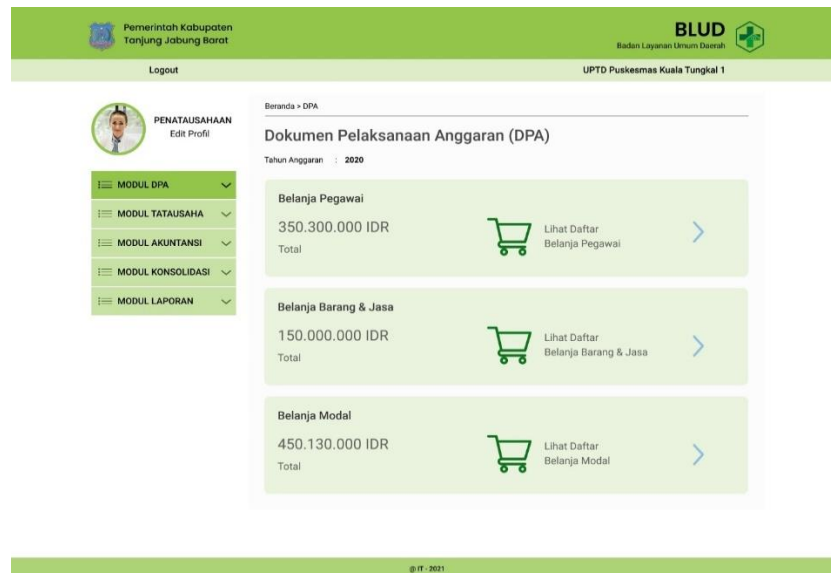 Pemerintah Kabupaten
Tanjung Jabung Barat
BLUD
Badan Layanan Umum Daerah
Logout
UPTD Puskesmas Kuala Tungkal 1
PENATAUSAHAAN
Edit Profil
MODUL DPA
MODUL TATAUSAHA
MODUL AKUNTANSI
MODUL KONSOLIDASI
MODUL LAPORAN
Beranda > DPA
Dokumen Pelaksanaan Anggaran (DPA)
Tahun Anggaran : 2020
Belanja Pegawai
350.300.000 IDR
Total
Lihat Daftar
Belanja Pegawai
Belanja Barang & Jasa
150.000.000 IDR
Total
Lihat Daftar
Belanja Barang & Jasa
Belanja Modal
450.130.000 IDR
Total
Lihat Daftar
Belanja Modal
@ IT - 2021